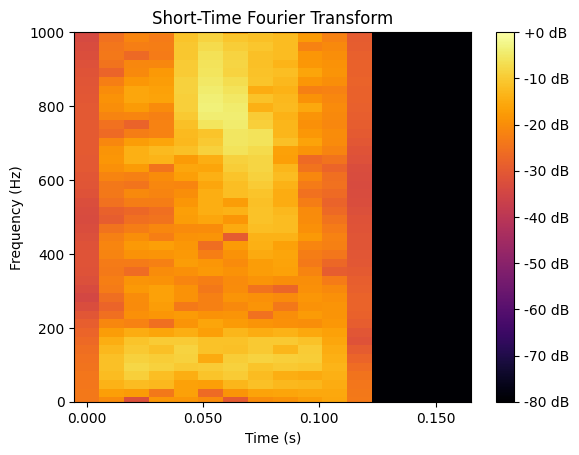 Short-Time Fourier Transform
1000
800
600
400
200
0
Frequency (Hz)
0.000
0.050
0.100
0.150
Time (s)
+0 dB
-10 dB
-20 dB
-30 dB
-40 dB
-50 dB
-60 dB
-70 dB
-80 dB